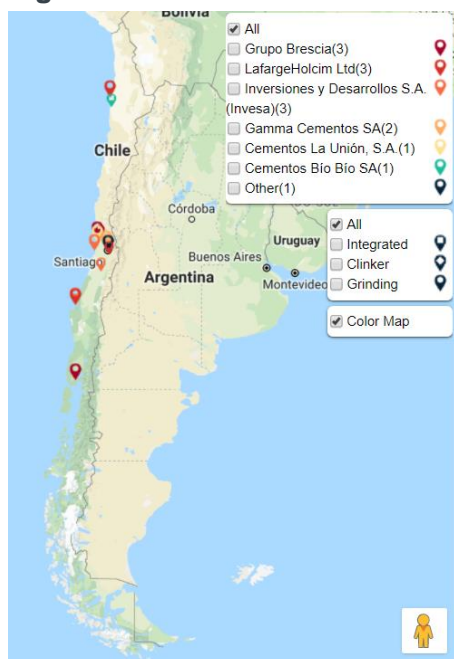 Bolivia
All
Grupo Brescia(3)
LafargeHolcim Ltd(3)
Inversiones y Desarrollos S.A.
(Invesa)(3)
Gamma Cementos SA(2)
Cementos La Unión, S.A.(1)
Cementos Bío Bío SA(1)
Other(1)
Chile
Córdoba
All
Integrated
Clinker
Grinding
Uruguay
Santiago
Buenos Aires
Montevideo
Argentina
Color Map